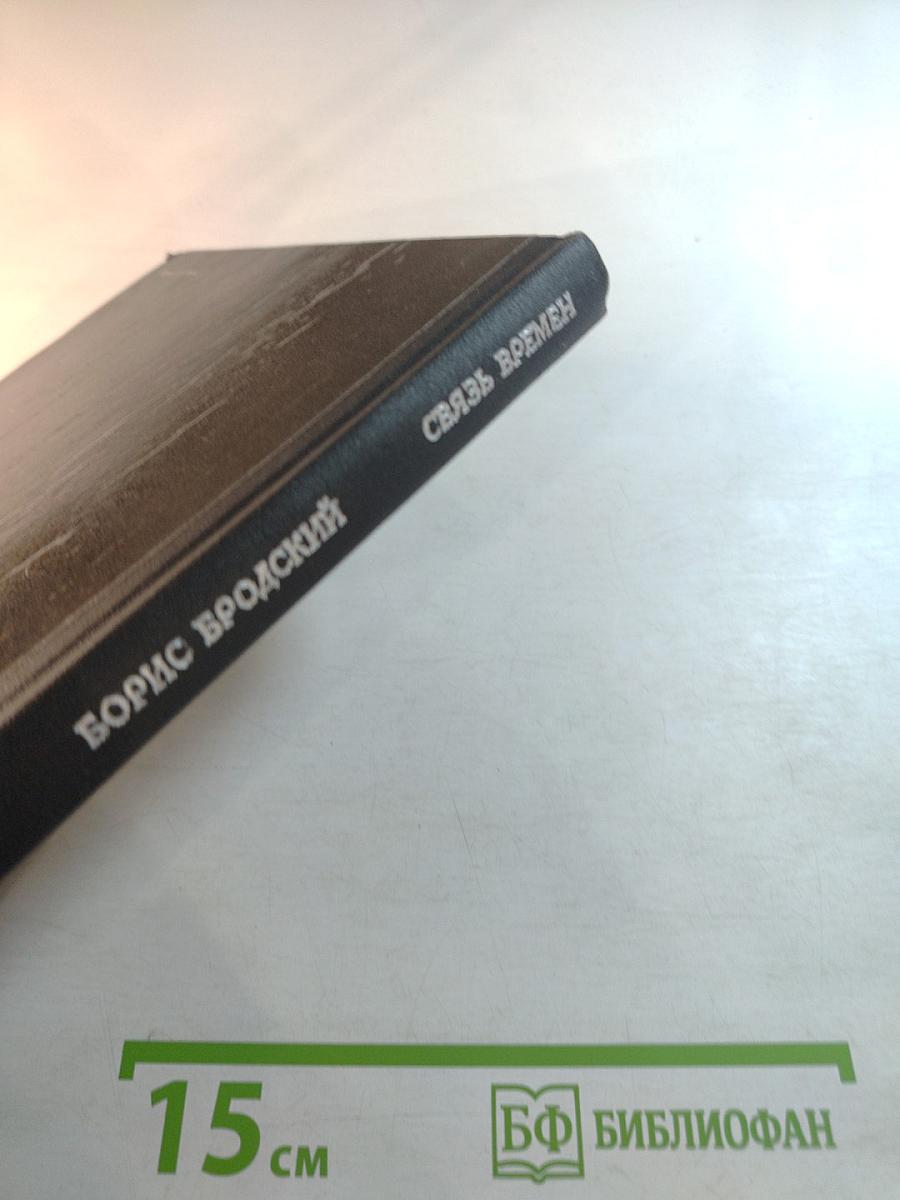 БОРИС БРОДСКИЙ СВЯЗЬ ВРЕМЕН
15 см
БФ БИБЛИОФАН